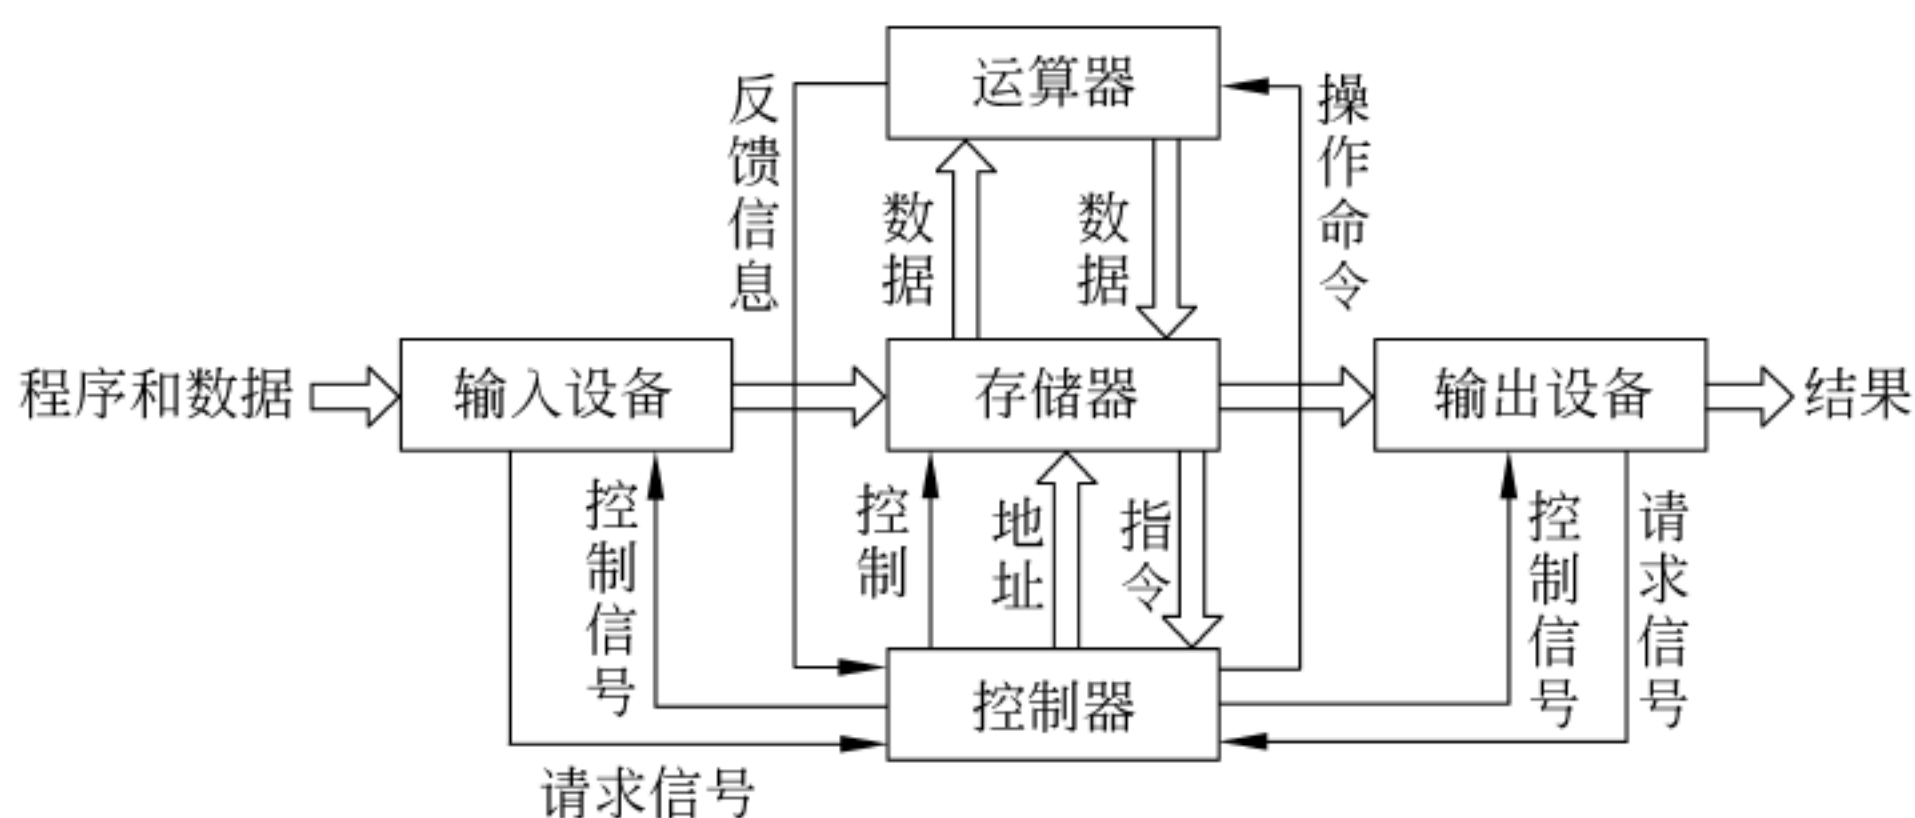 运算器
反馈信息
操作命令
数据
数据
程序和数据
输入设备
存储器
输出设备
结果
控制信号
控制
地址
指令
控制信号
请求信号
控制器
请求信号